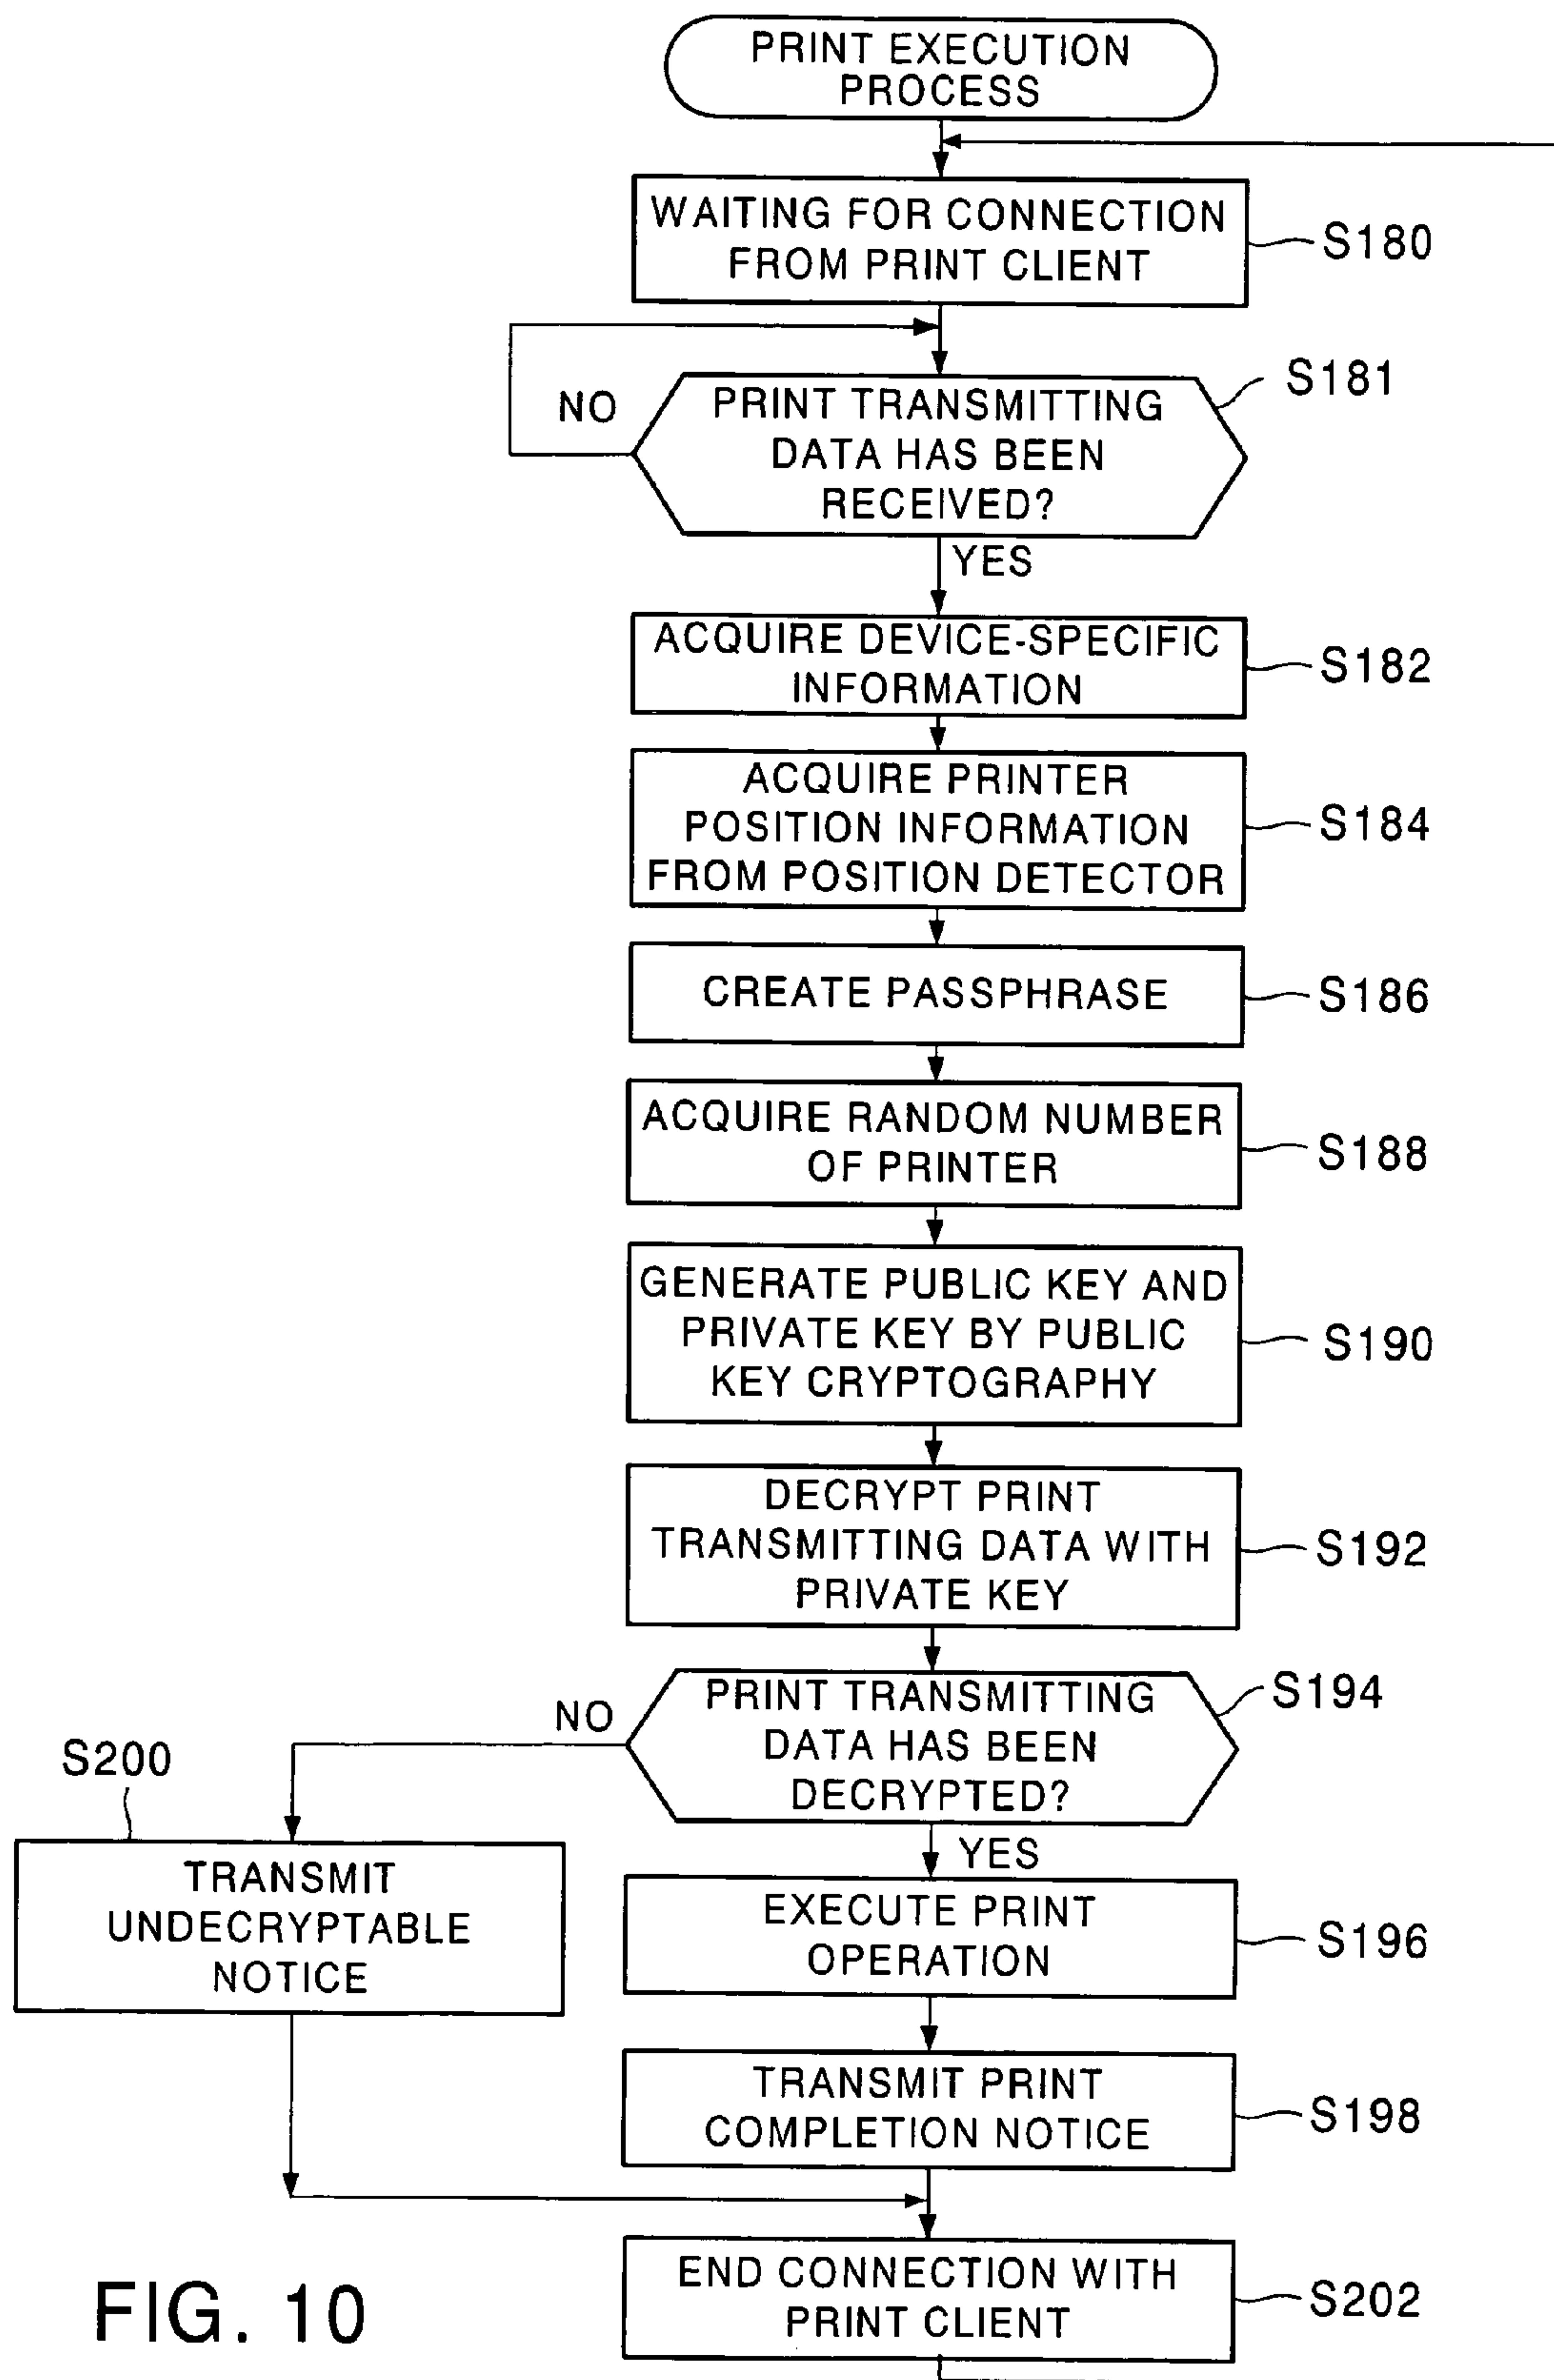 PRINT EXECUTION
PROCESS
WAITING FOR CONNECTION
FROM PRINT CLIENT
S180
S181
NO
PRINT TRANSMITTING
DATA HAS BEEN
RECEIVED?
YES
ACQUIRE DEVICE-SPECIFIC
INFORMATION
S182
ACQUIRE PRINTER
POSITION INFORMATION
FROM POSITION DETECTOR
S184
CREATE PASSPHRASE
S186
ACQUIRE RANDOM NUMBER
OF PRINTER
S188
GENERATE PUBLIC KEY AND
PRIVATE KEY BY PUBLIC
KEY CRYPTOGRAPHY
S190
DECRYPT PRINT
TRANSMITTING DATA WITH
PRIVATE KEY
S192
PRINT TRANSMITTING
DATA HAS BEEN
DECRYPTED?
S194
NO
S200
YES
TRANSMIT
UNDECRYPTABLE
NOTICE
EXECUTE PRINT
OPERATION
S196
TRANSMIT PRINT
COMPLETION NOTICE
S198
END CONNECTION WITH
PRINT CLIENT
S202
FIG. 10